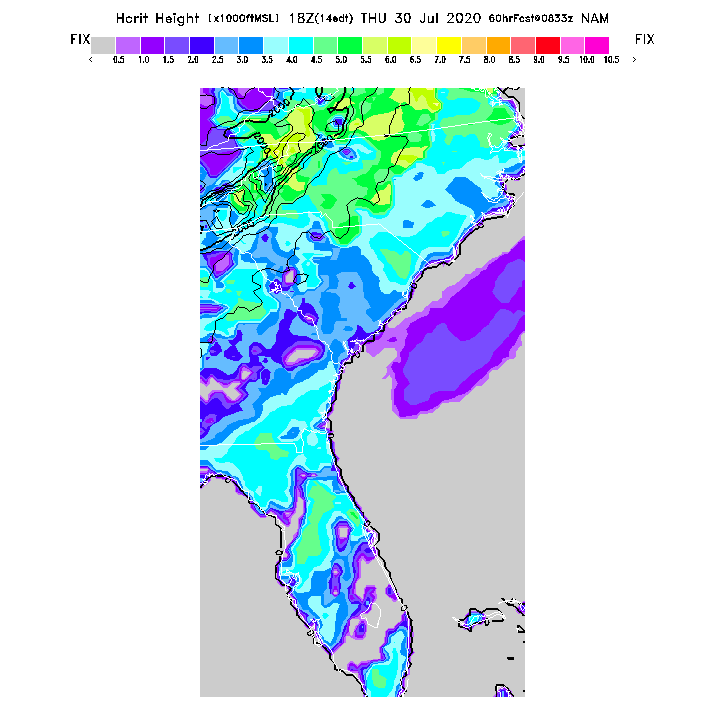 Hcrit Height [x1000ftMSL] 18Z(14edt) THU 30 Jul 2020 60hrFcst@0833z NAM
FIX FIX
< 0.5 1.0 1.5 2.0 2.5 3.0 3.5 4.0 4.5 5.0 5.5 6.0 6.5 7.0 7.5 8.0 8.5 9.0 9.5 10.0 10.5 >